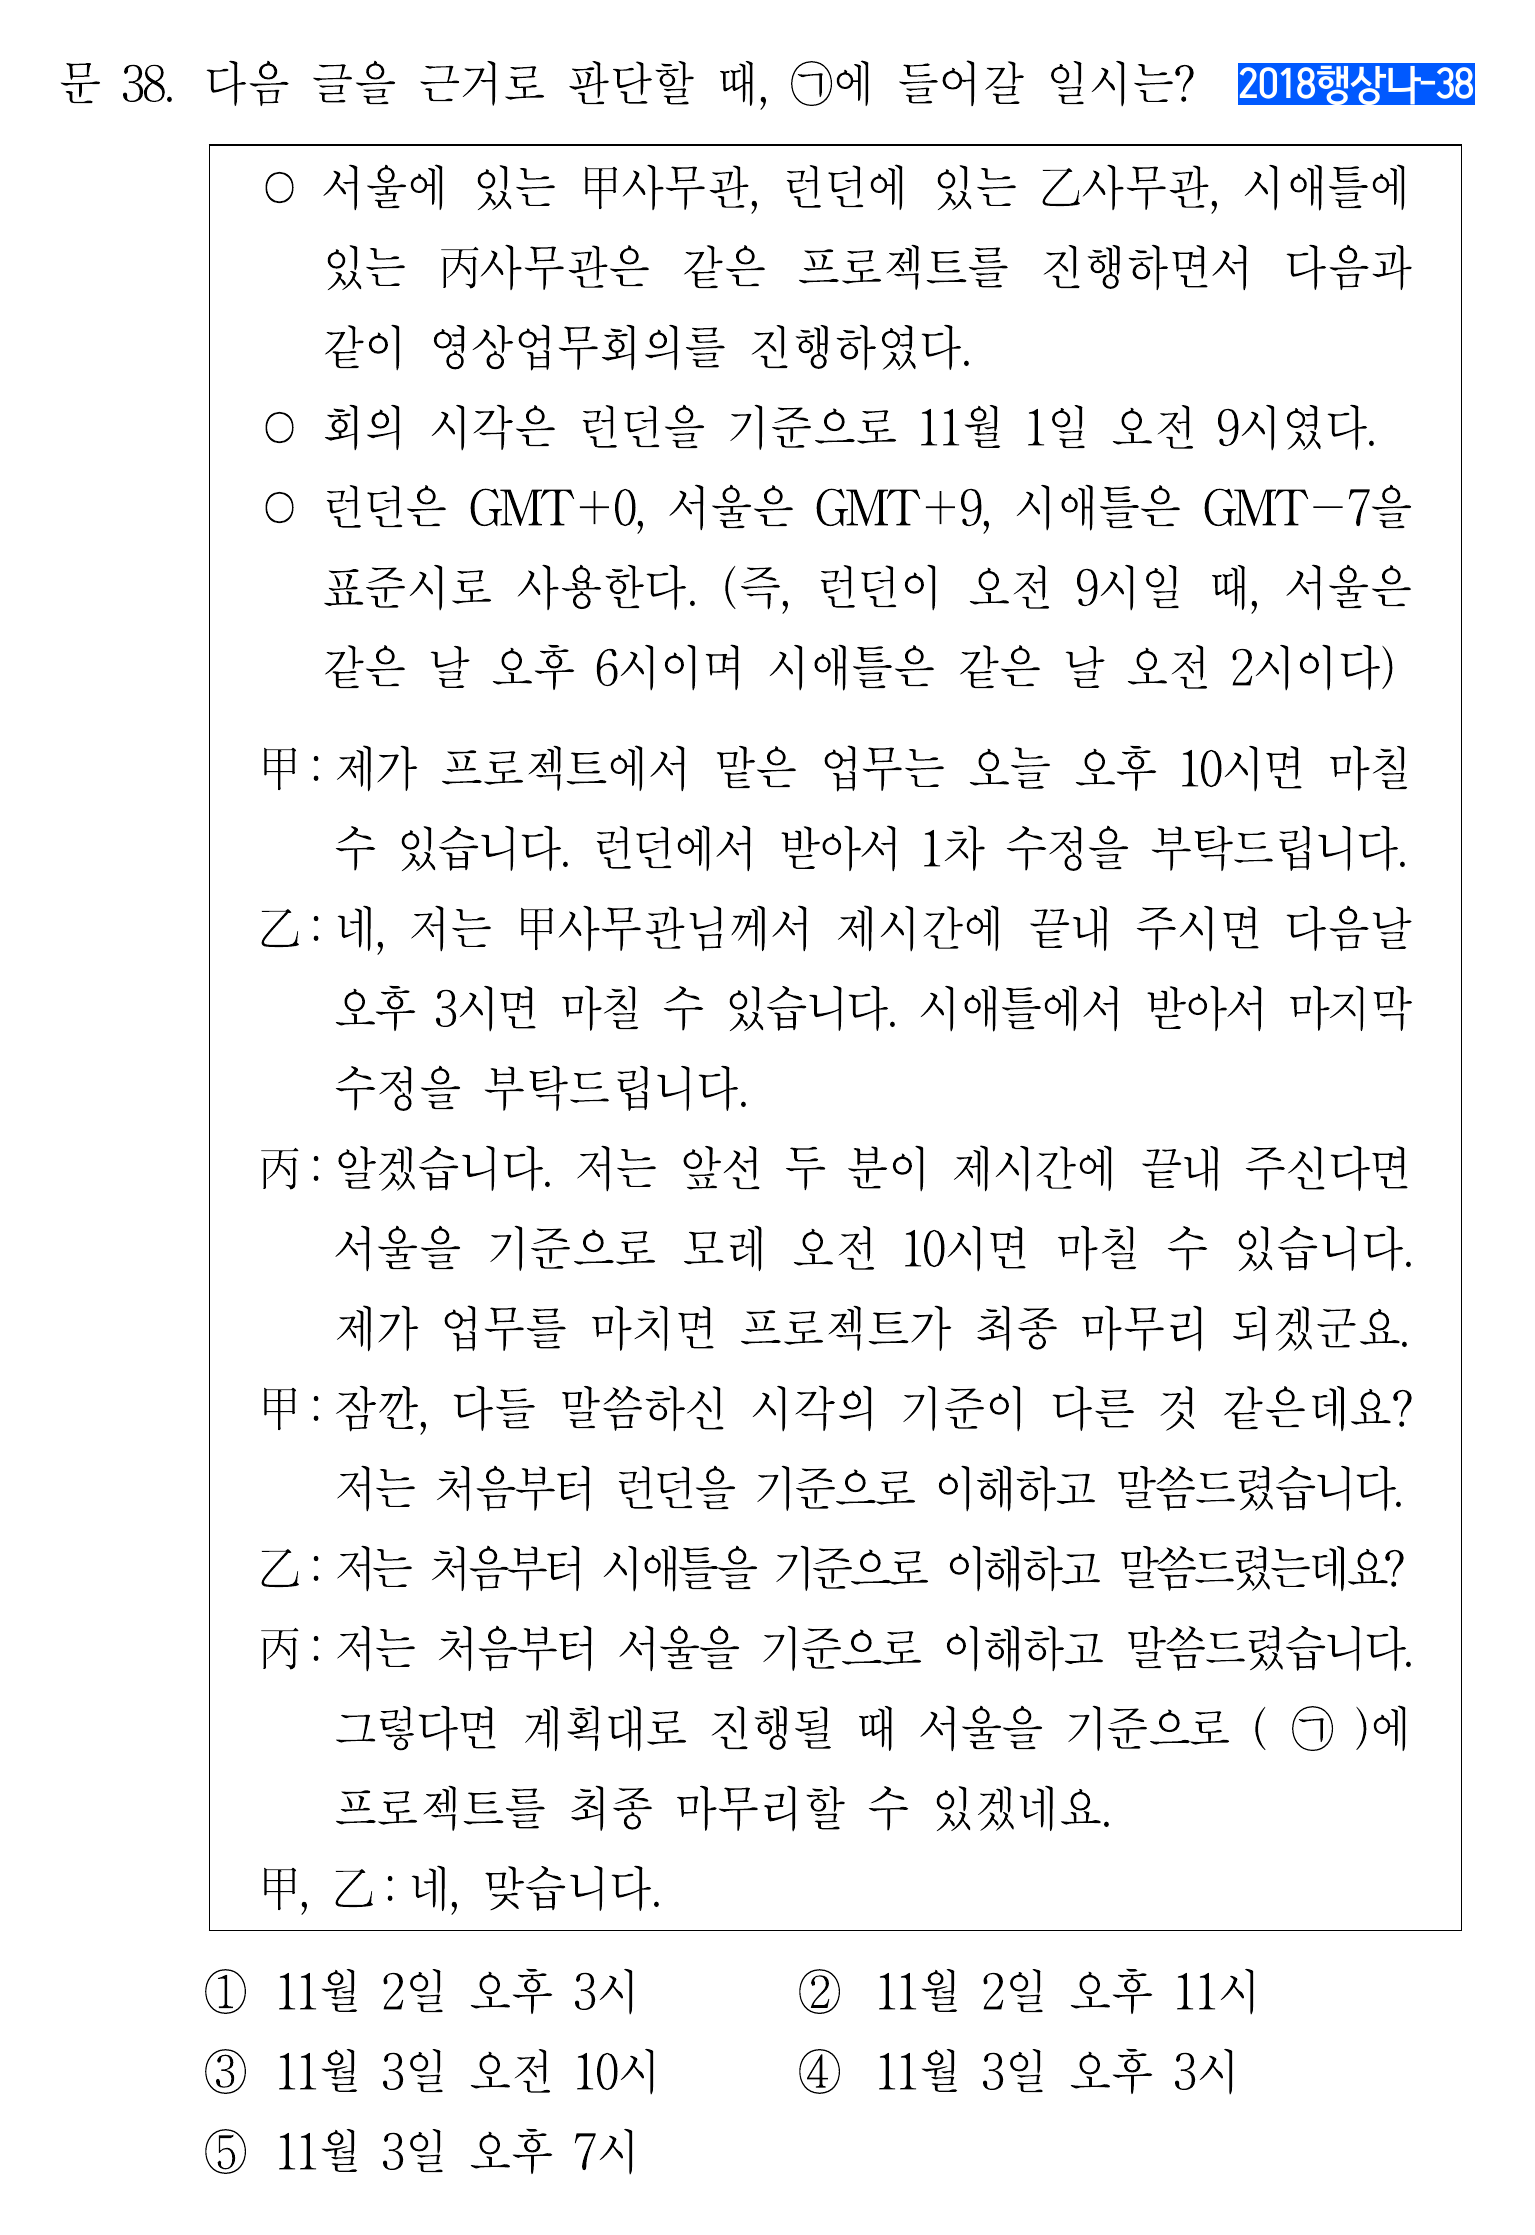 문 38. 다음 글을 근거로 판단할 때, ㉠에 들어갈 일시는? 2018행상나-38
○ 서울에 있는 甲사무관, 런던에 있는 乙사무관, 시애틀에
있는 丙사무관은 같은 프로젝트를 진행하면서 다음과
같이 영상업무회의를 진행하였다.
○ 회의 시각은 런던을 기준으로 11월 1일 오전 9시였다.
○ 런던은 GMT+0, 서울은 GMT+9, 시애틀은 GMT-7을
표준시로 사용한다. (즉, 런던이 오전 9시일 때, 서울은
같은 날 오후 6시이며 시애틀은 같은 날 오전 2시이다)
甲: 제가 프로젝트에서 맡은 업무는 오늘 오후 10시면 마칠
수 있습니다. 런던에서 받아서 1차 수정을 부탁드립니다.
乙: 네, 저는 甲사무관님께서 제시간에 끝내 주시면 다음날
오후 3시면 마칠 수 있습니다. 시애틀에서 받아서 마지막
수정을 부탁드립니다.
丙: 알겠습니다. 저는 앞선 두 분이 제시간에 끝내 주신다면
서울을 기준으로 모레 오전 10시면 마칠 수 있습니다.
제가 업무를 마치면 프로젝트가 최종 마무리 되겠군요.
甲: 잠깐, 다들 말씀하신 시각의 기준이 다른 것 같은데요?
저는 처음부터 런던을 기준으로 이해하고 말씀드렸습니다.
乙: 저는 처음부터 시애틀을 기준으로 이해하고 말씀드렸는데요?
丙: 저는 처음부터 서울을 기준으로 이해하고 말씀드렸습니다.
그렇다면 계획대로 진행될 때 서울을 기준으로 ( ㉠ )에
프로젝트를 최종 마무리할 수 있겠네요.
甲, 乙: 네, 맞습니다.
① 11월 2일 오후 3시 ② 11월 2일 오후 11시
③ 11월 3일 오전 10시 ④ 11월 3일 오후 3시
⑤ 11월 3일 오후 7시